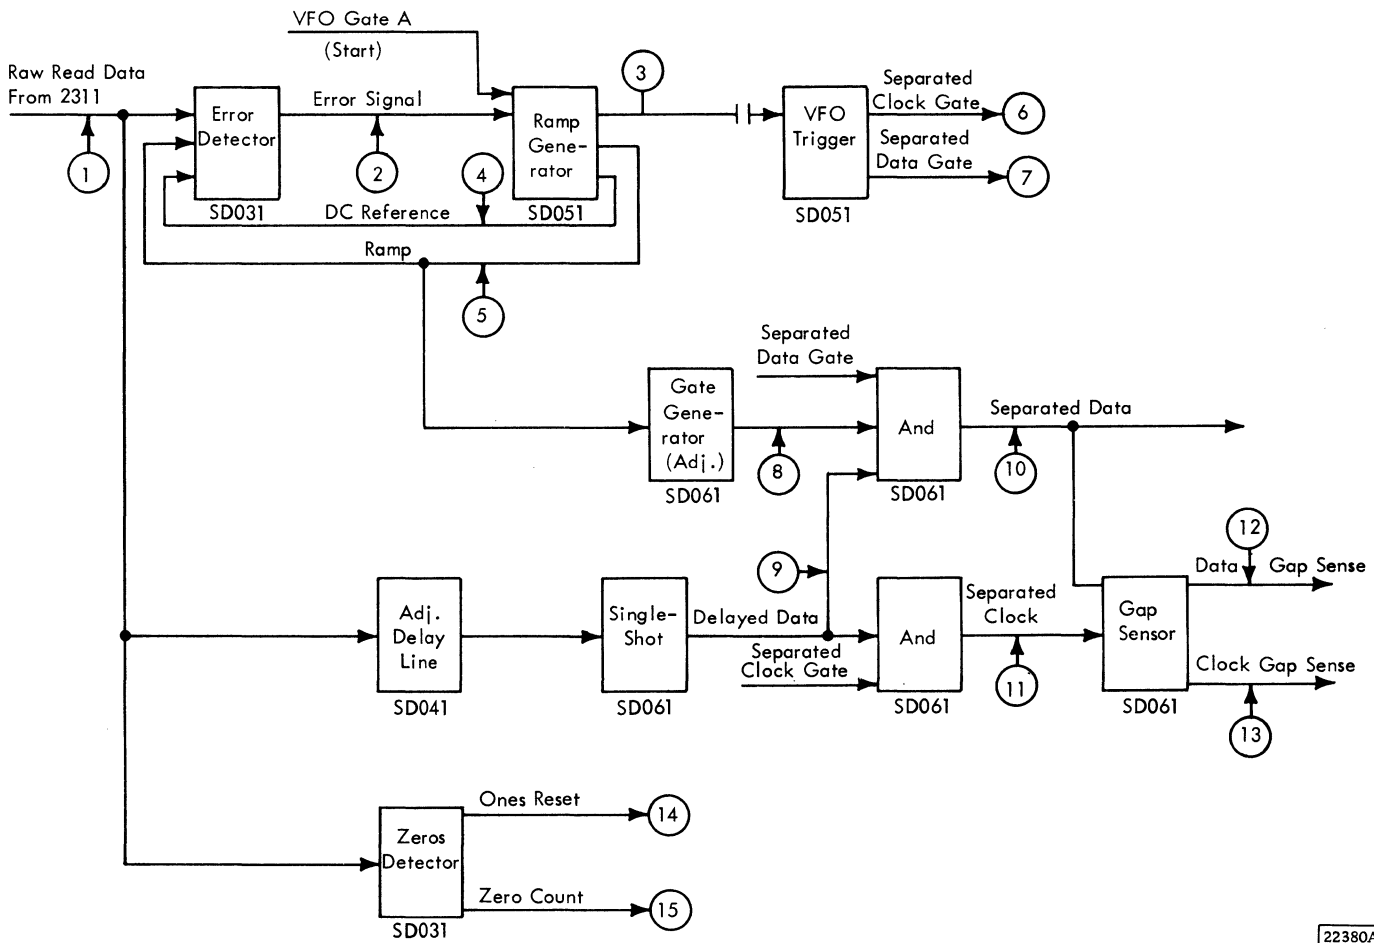 VFO Gate A
(Start)
Raw Read Data
From 2311
Error
Detector
SD031
Error Signal
Ramp
Gene-
rator
SD051
VFO
Trigger
SD051
Separated
Clock Gate
Separated
Data Gate
1
2
3
4
5
6
7
DC Reference
Ramp
Separated
Data Gate
Gate
Gene-
rator
(Adj.)
SD061
8
And
SD061
Separated Data
10
9
12
Data Gap Sense
Adj.
Delay
Line
SD041
Single-
Shot
SD061
Delayed Data
Separated
Clock Gate
And
SD061
Separated
Clock
11
Gap
Sensor
SD061
Clock Gap Sense
13
Zeros
Detector
SD031
Ones Reset
14
Zero Count
15
22380A